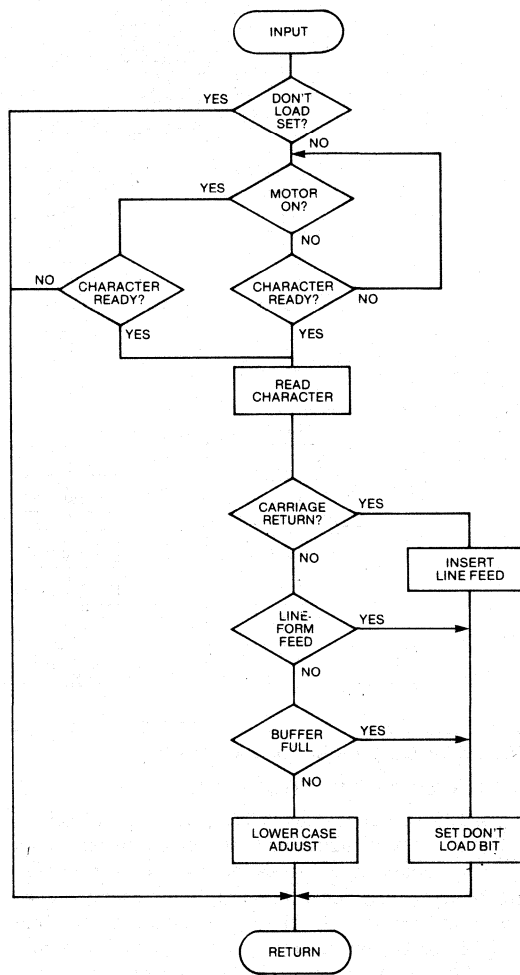 INPUT
YES
DON'T
LOAD
SET?
NO
YES
MOTOR
ON?
NO
NO
CHARACTER
READY?
YES
CHARACTER
READY?
NO
YES
READ
CHARACTER
CARRIAGE
RETURN?
YES
NO
INSERT
LINE FEED
LINE-
FORM
FEED
YES
NO
BUFFER
FULL
YES
NO
LOWER CASE
ADJUST
SET DON'T
LOAD BIT
RETURN